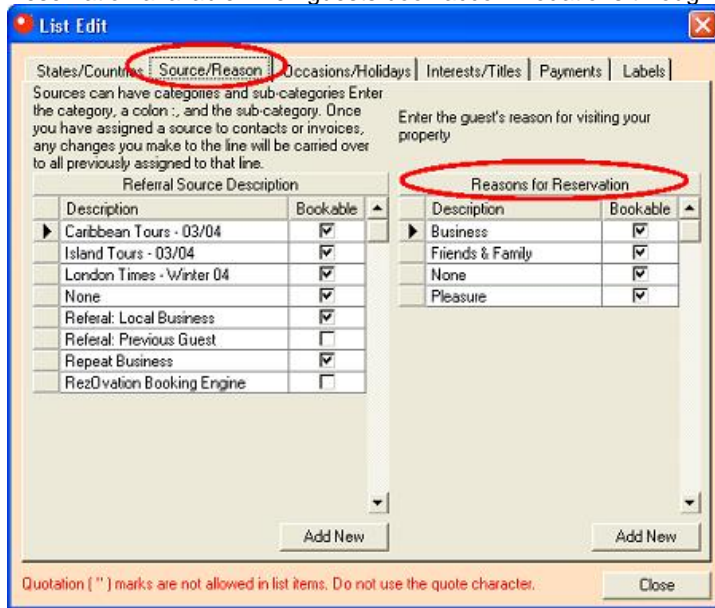 List Edit
States/Countries Source/Reason Occasions/Holidays Interests/Titles Payments Labels
Sources can have categories and sub-categories Enter
the category, a colon :, and the sub-category. Once
you have assigned a source to contacts or invoices,
any changes you make to the line will be carried over
to all previously assigned to that line.
Enter the guest's reason for visiting your
property
Referral Source Description
Description Bookable
Caribbean Tours - 03/04
Island Tours - 03/04
London Times - Winter 04
None
Referal: Local Business
Referal: Previous Guest
Repeat Business
RezOvation Booking Engine
Add New
Reasons for Reservation
Description Bookable
Business
Friends & Family
None
Pleasure
Add New
Quotation ( " ) marks are not allowed in list items. Do not use the quote character.
Close